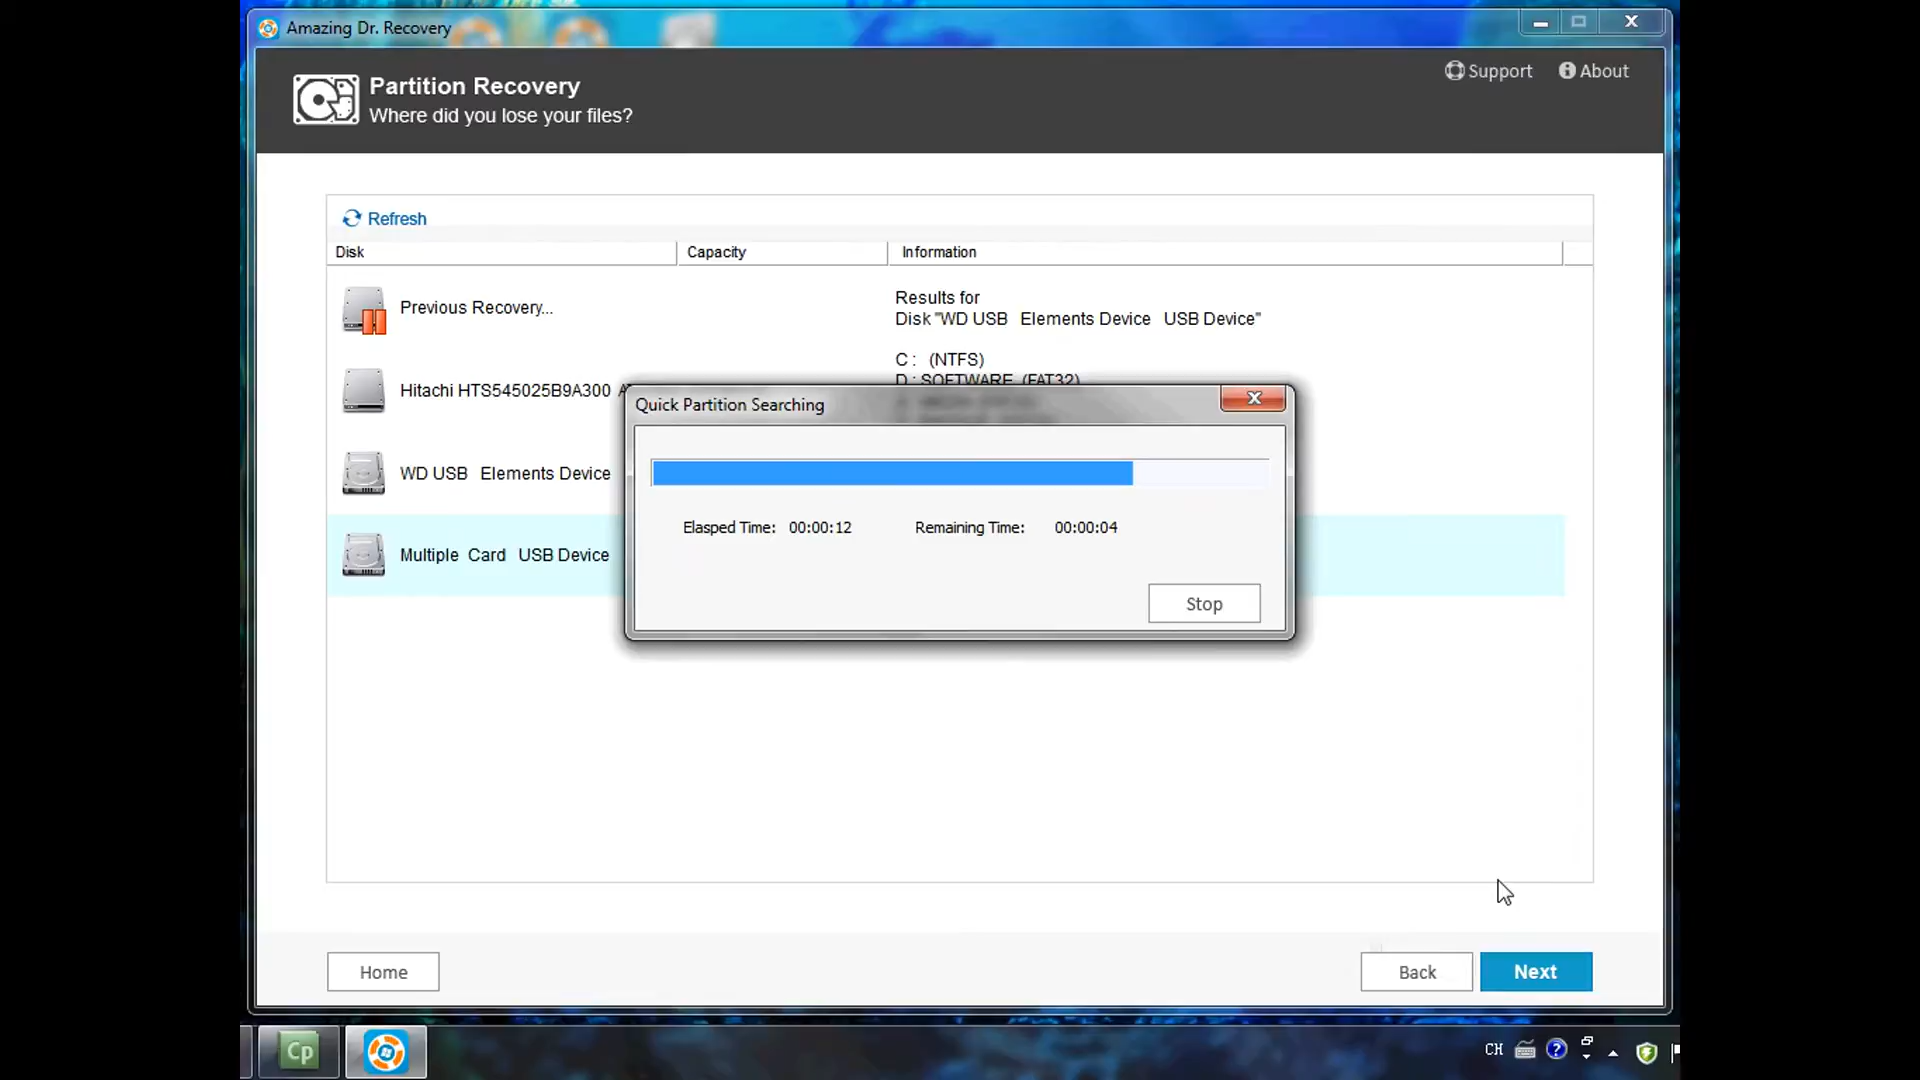 Amazing Dr. Recovery
Partition Recovery
Where did you lose your files?
Support
About
Refresh
Disk
Capacity
Information
Previous Recovery...
Results for
Disk "WD USB Elements Device USB Device"
C : (NTFS)
D : SOFTWARE (FAT32)
Hitachi HTS545025B9A300
Quick Partition Searching
WD USB Elements Device
Elasped Time: 00:00:12 Remaining Time: 00:00:04
Multiple Card USB Device
Stop
Home
Back
Next
Cp
CH